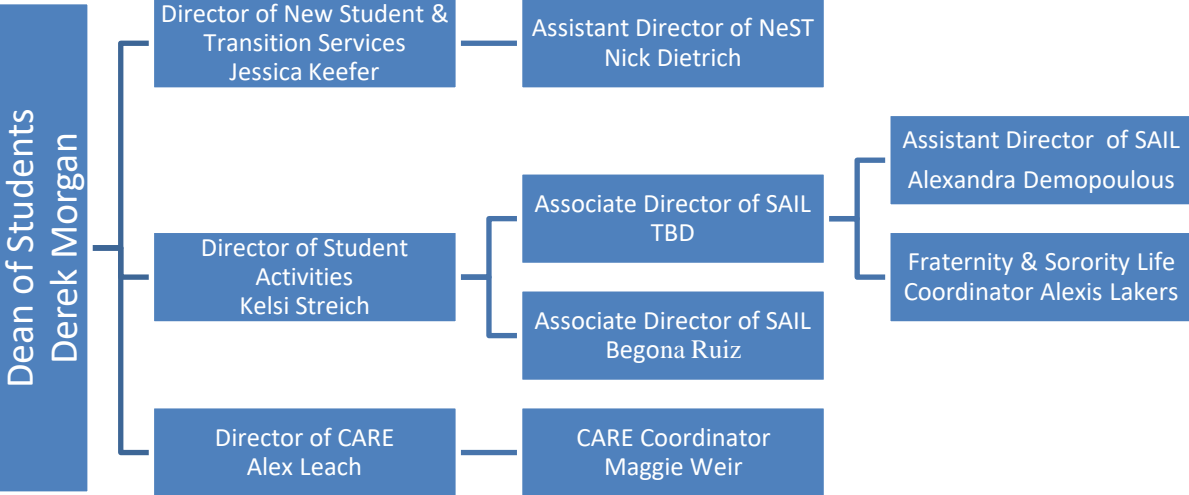 Dean of Students
Derek Morgan
Director of New Student &
Transition Services
Jessica Keefer
Assistant Director of NeST
Nick Dietrich
Director of Student
Activities
Kelsi Streich
Associate Director of SAIL
TBD
Assistant Director of SAIL
Alexandra Demopoulous
Fraternity & Sorority Life
Coordinator Alexis Lakers
Associate Director of SAIL
Begona Ruiz
Director of CARE
Alex Leach
CARE Coordinator
Maggie Weir